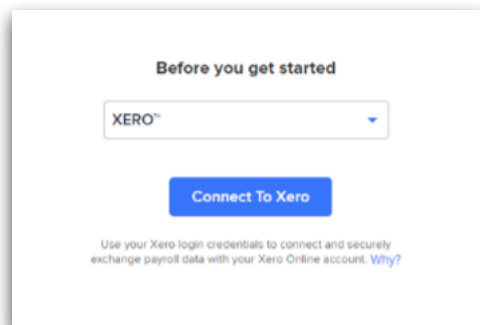 Before you get started
XERO™
Connect To Xero
Use your Xero login credentials to connect and securely
exchange payroll data with your Xero Online account. Why?